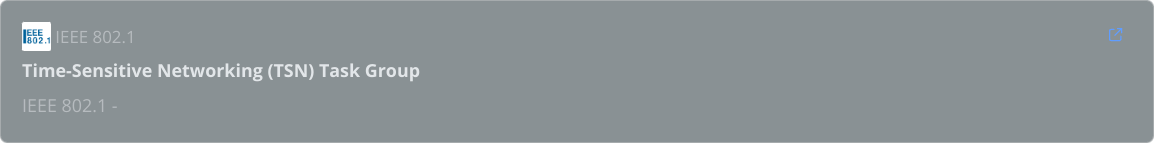 IEEE
802.1
IEEE 802.1
Time-Sensitive Networking (TSN) Task Group
IEEE 802.1 -